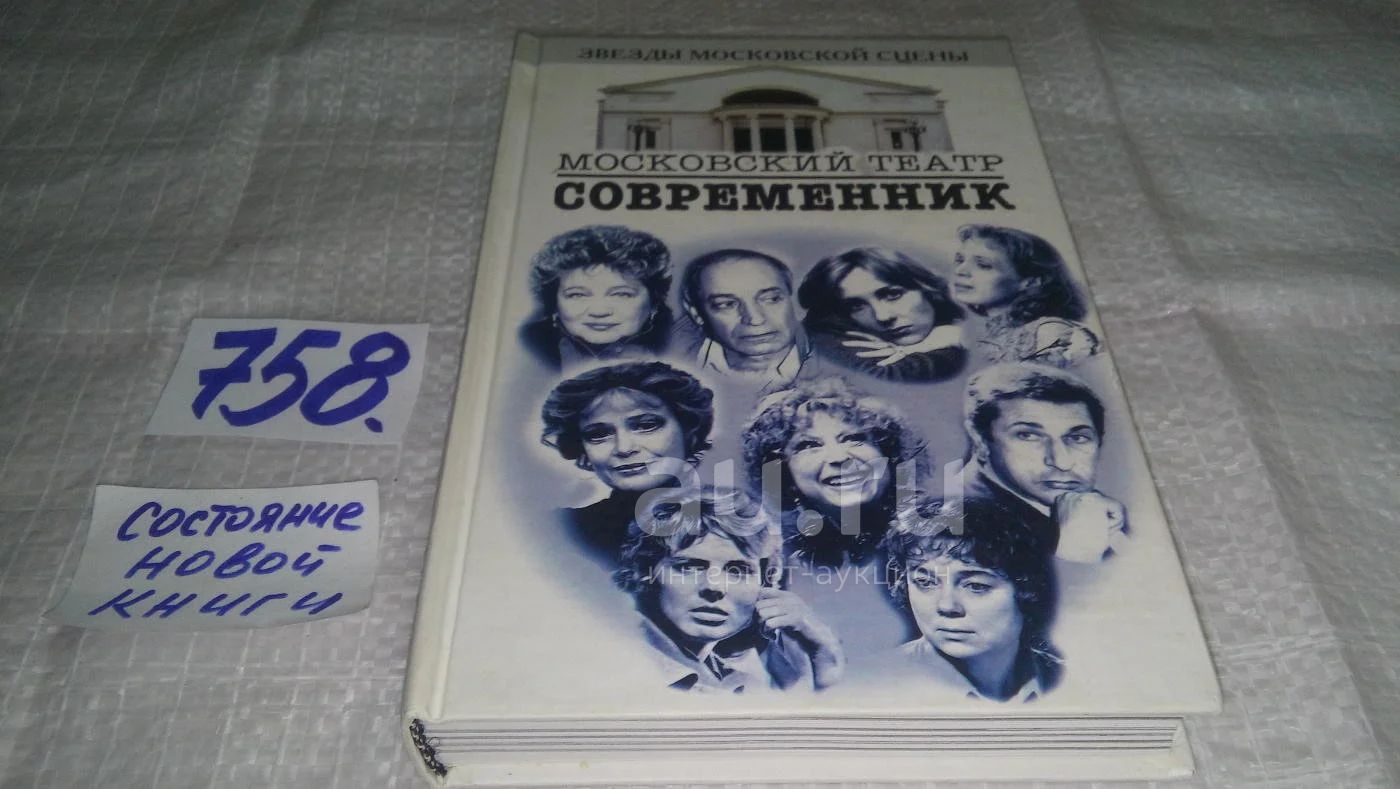 ЗВЕЗДЫ МОСКОВСКОЙ СЦЕНЫ
МОСКОВСКИЙ ТЕАТР
СОВРЕМЕННИК
758.
СОСТОЯНИЕ
НОВОЙ
КНИГИ
au.ru
интернет-аукцион